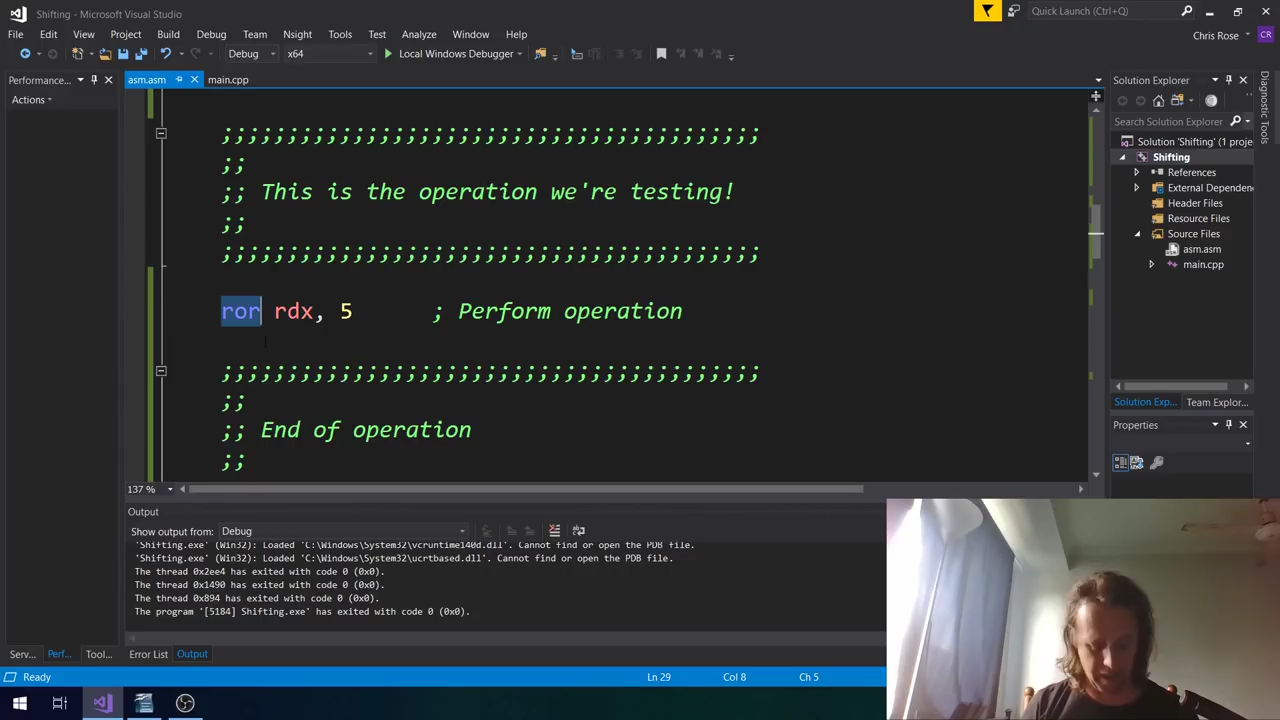 Shifting - Microsoft Visual Studio
Quick Launch (Ctrl+Q)
File Edit View Project Build Debug Team Nsight Tools Test Analyze Window Help
Chris Rose CR
Debug x64 Local Windows Debugger
Performance... asm.asm main.cpp Solution Explorer
Actions
Search Solution Explorer
Diagnostic Tools
;;;;;;;;;;;;;;;;;;;;;;;;;;;;;;;;;;;;;;;;;
;;
;; This is the operation we're testing!
;;
;;;;;;;;;;;;;;;;;;;;;;;;;;;;;;;;;;;;;;;;;
ror rdx, 5 ; Perform operation
;;;;;;;;;;;;;;;;;;;;;;;;;;;;;;;;;;;;;;;;;
;;
;; End of operation
;;
Solution 'Shifting' (1 proje
Shifting
References
External Dependen
Header Files
Resource Files
Source Files
asm.asm
main.cpp
Solution Exp... Team Explor...
Properties
137 %
Output
Show output from: Debug
'Shifting.exe' (Win32): Loaded 'C:\Windows\System32\vcruntime140d.dll'. Cannot find or open the PDB file.
'Shifting.exe' (Win32): Loaded 'C:\Windows\System32\ucrtbased.dll'. Cannot find or open the PDB file.
The thread 0x2ee4 has exited with code 0 (0x0).
The thread 0x1490 has exited with code 0 (0x0).
The thread 0x894 has exited with code 0 (0x0).
The program '[5184] Shifting.exe' has exited with code 0 (0x0).
Serv... Perf... Tool... Error List Output
Ready Ln 29 Col 8 Ch 5